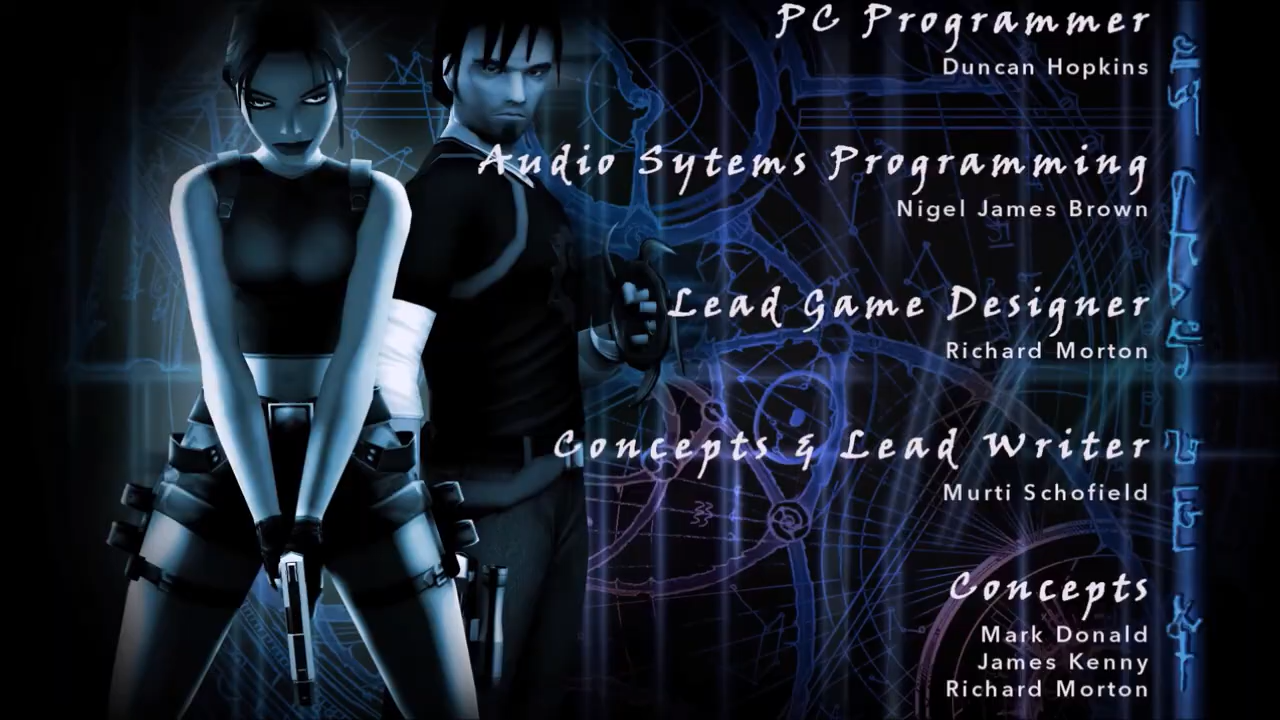 PC Programmer
Duncan Hopkins
Audio Sytems Programming
Nigel James Brown
Lead Game Designer
Richard Morton
Concepts & Lead Writer
Murti Schofield
Concepts
Mark Donald
James Kenny
Richard Morton